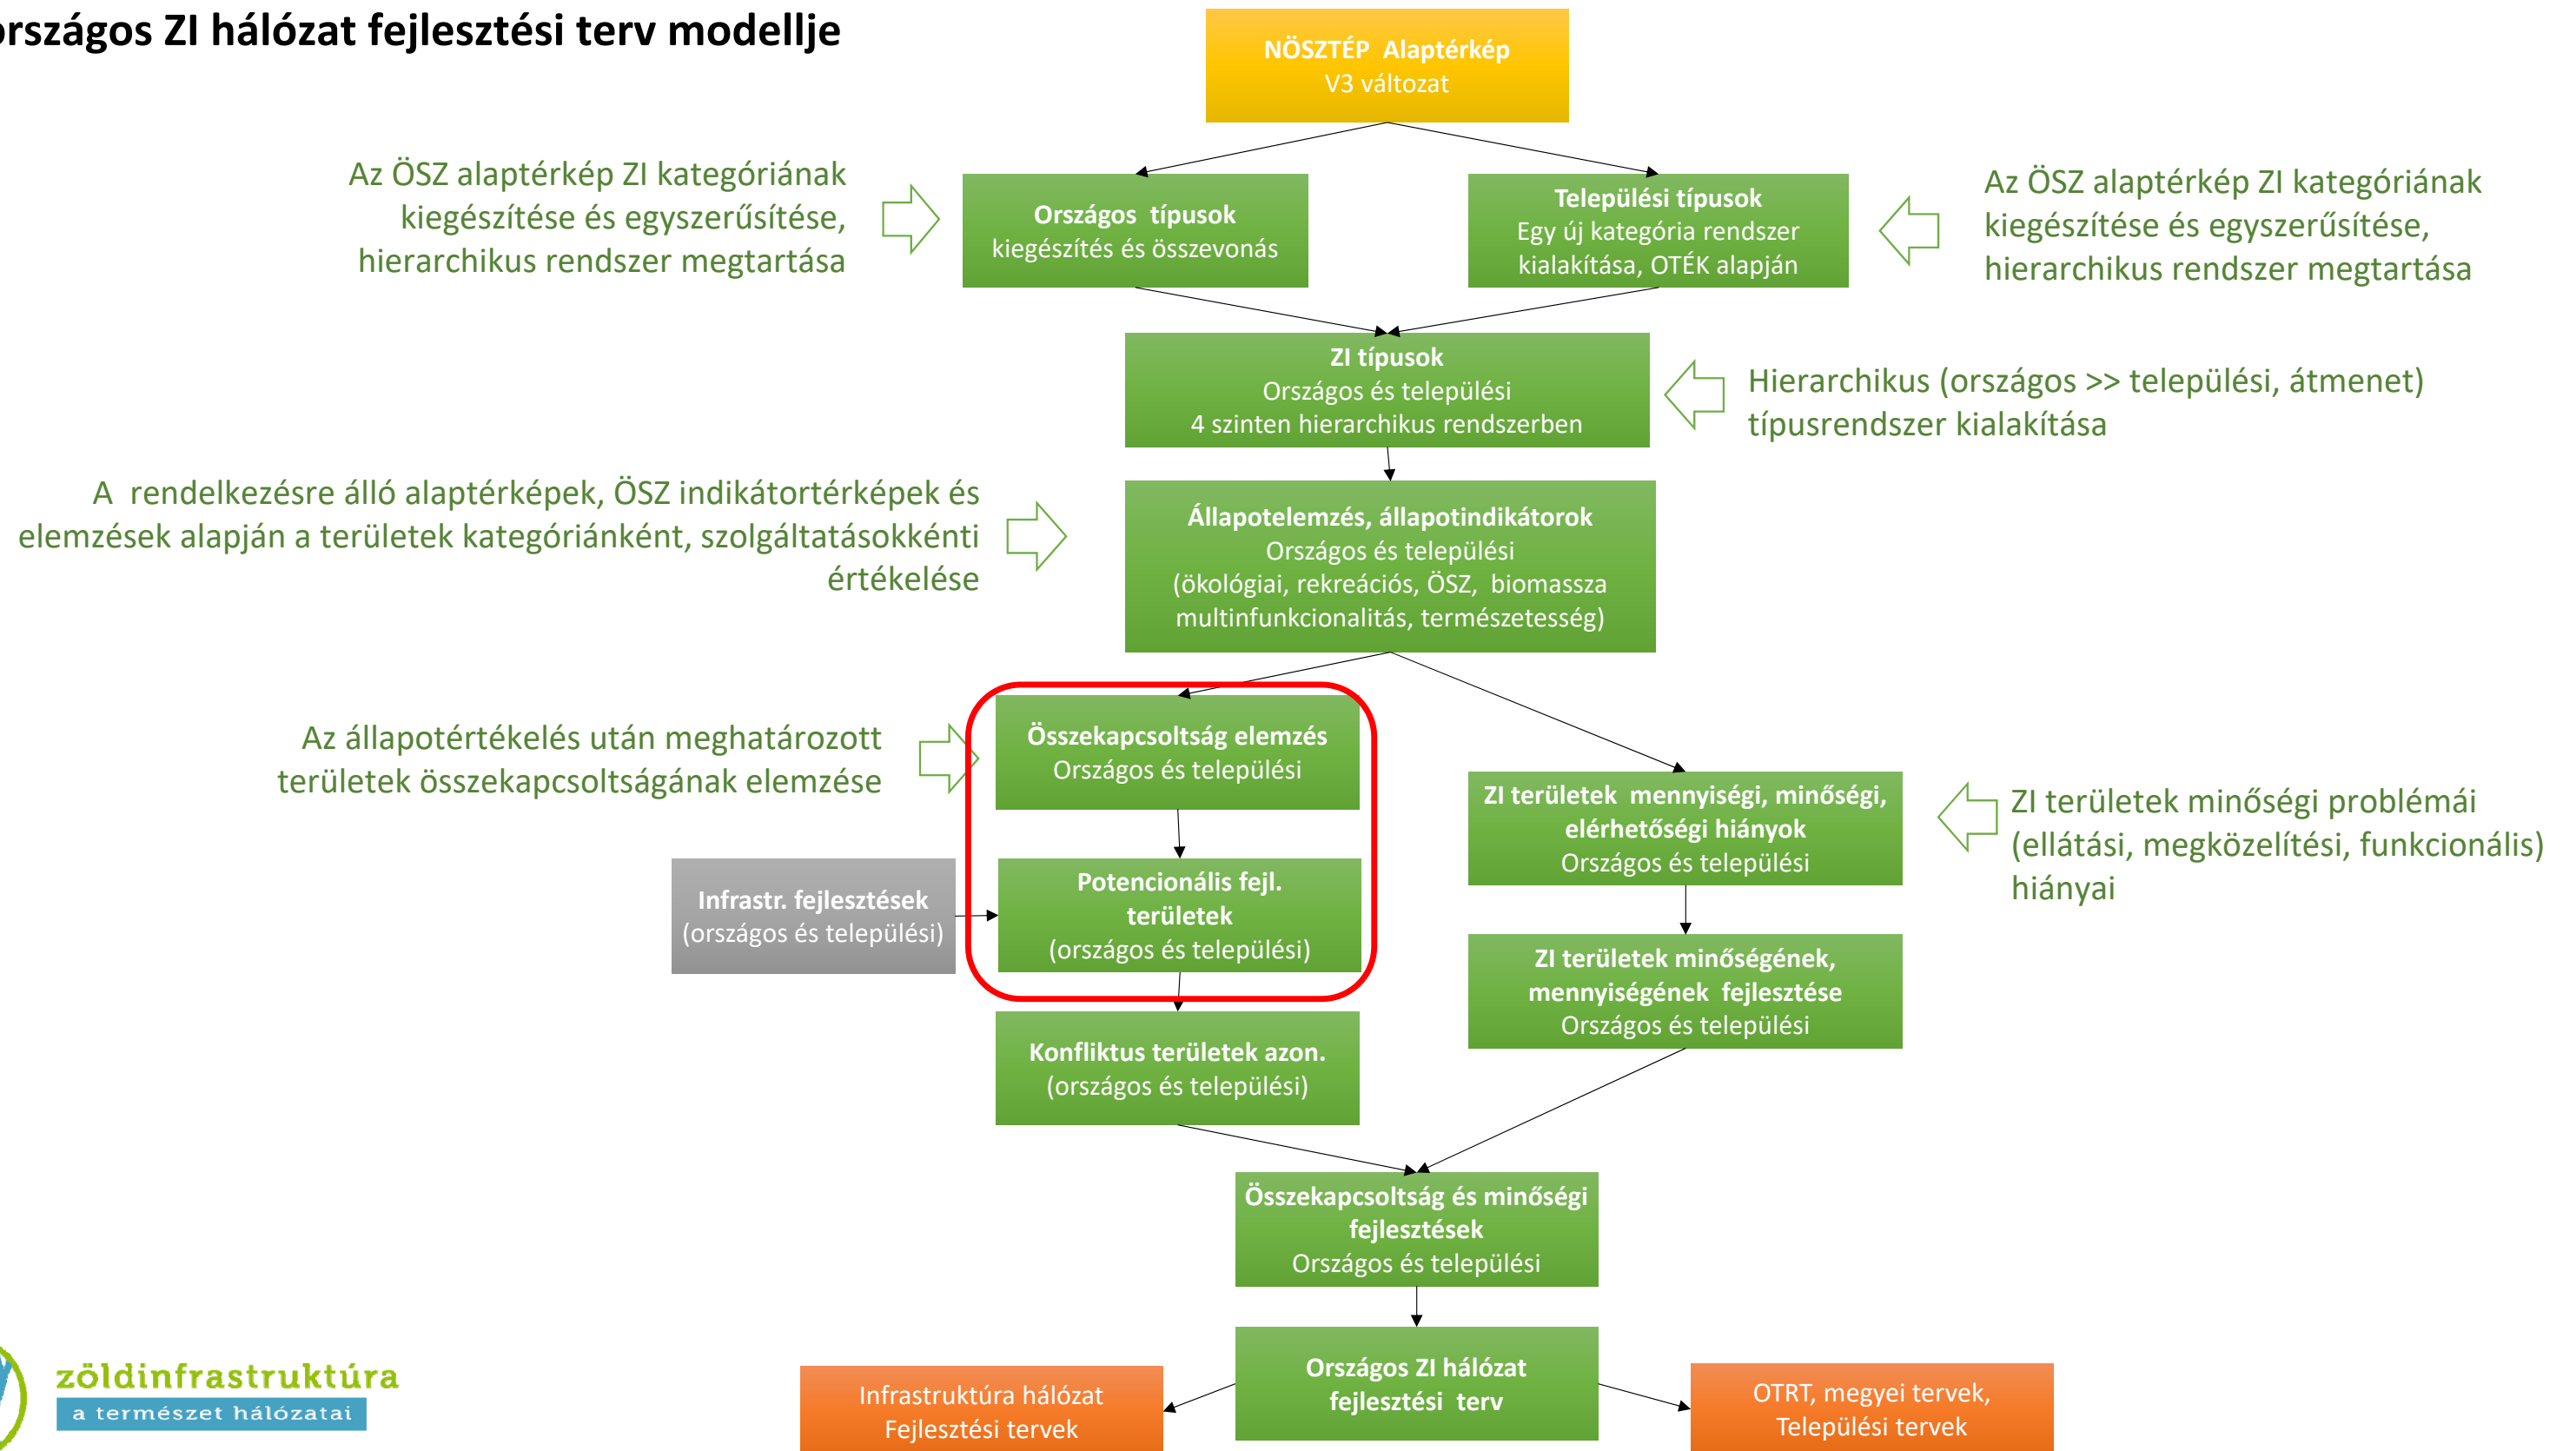 országos ZI hálózat fejlesztési terv modellje
NÖSZTÉP Alaptérkép
V3 változat
Az ÖSZ alaptérkép ZI kategóriának
kiegészítése és egyszerűsítése,
hierarchikus rendszer megtartása
Országos típusok
kiegészítés és összevonás
Települési típusok
Egy új kategória rendszer
kialakítása, OTÉK alapján
Az ÖSZ alaptérkép ZI kategóriának
kiegészítése és egyszerűsítése,
hierarchikus rendszer megtartása
ZI típusok
Országos és települési
4 szinten hierarchikus rendszerben
Hierarchikus (országos >> települési, átmenet)
típusrendszer kialakítása
A rendelkezésre álló alaptérképek, ÖSZ indikátortérképek és
elemzések alapján a területek kategóriánként, szolgáltatásokkénti
értékelése
Állapotelemzés, állapotindikátorok
Országos és települési
(ökológiai, rekreációs, ÖSZ, biomassza
multinfunkcionalitás, természetesség)
Az állapotértékelés után meghatározott
területek összekapcsoltságának elemzése
Összekapcsoltság elemzés
Országos és települési
ZI területek mennyiségi, minőségi,
elérhetőségi hiányok
Országos és települési
ZI területek minőségi problémái
(ellátási, megközelítési, funkcionális)
hiányai
Infrastr. fejlesztések
(országos és települési)
Potencionális fejl.
területek
(országos és települési)
ZI területek minőségének,
mennyiségének fejlesztése
Országos és települési
Konfliktus területek azon.
(országos és települési)
Összekapcsoltság és minőségi
fejlesztések
Országos és települési
Országos ZI hálózat
fejlesztési terv
Infrastruktúra hálózat
Fejlesztési tervek
OTRT, megyei tervek,
Települési tervek
zöldinfrastruktúra
a természet hálózatai